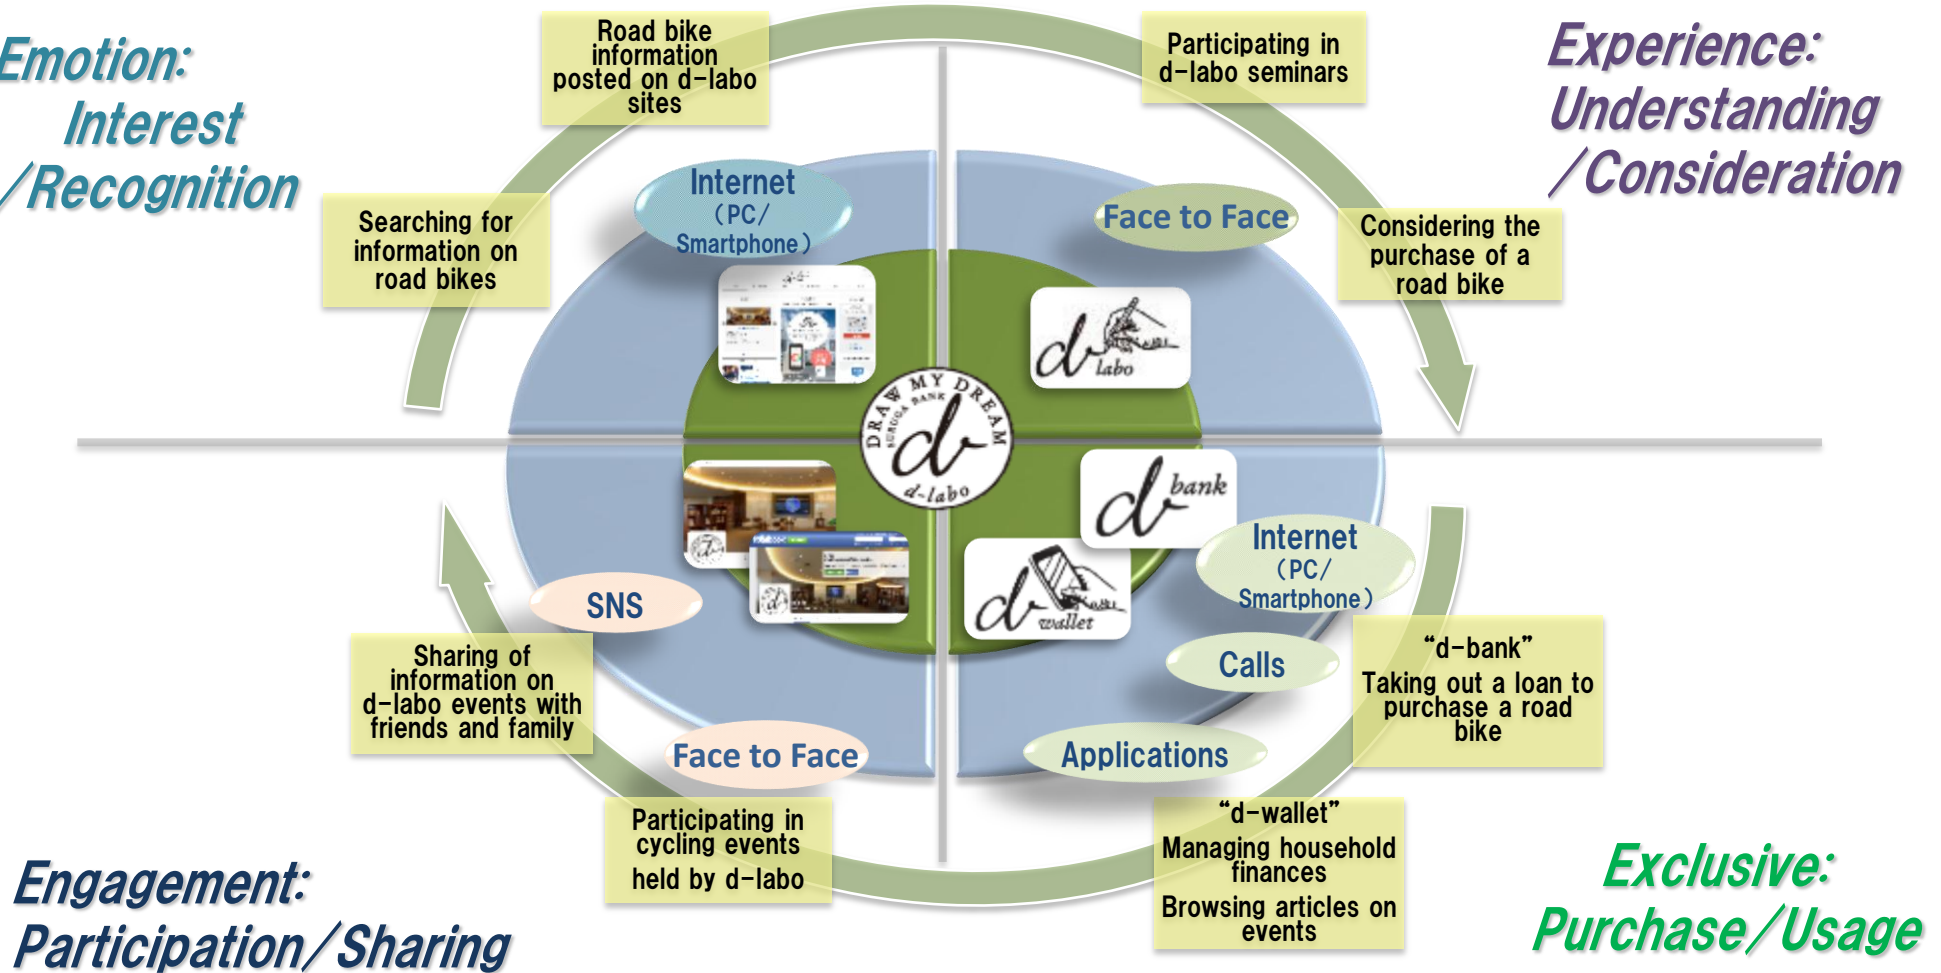 Emotion:
Interest
/Recognition
Road bike
information
posted on d-labo
sites
Participating in
d-labo seminars
Experience:
Understanding
/Consideration
Searching for
information on
road bikes
Internet
(PC/
Smartphone)
Face to Face
Considering the
purchase of a
road bike
d labo
DRAW MY DREAM
SURUGA BANK
d
d-labo
d bank
d wallet
Internet
(PC/
Smartphone)
SNS
Calls
Sharing of
information on
d-labo events with
friends and family
“d-bank”
Taking out a loan to
purchase a road
bike
Face to Face
Applications
Participating in
cycling events
held by d-labo
“d-wallet”
Managing household
finances
Browsing articles on
events
Engagement:
Participation/Sharing
Exclusive:
Purchase/Usage